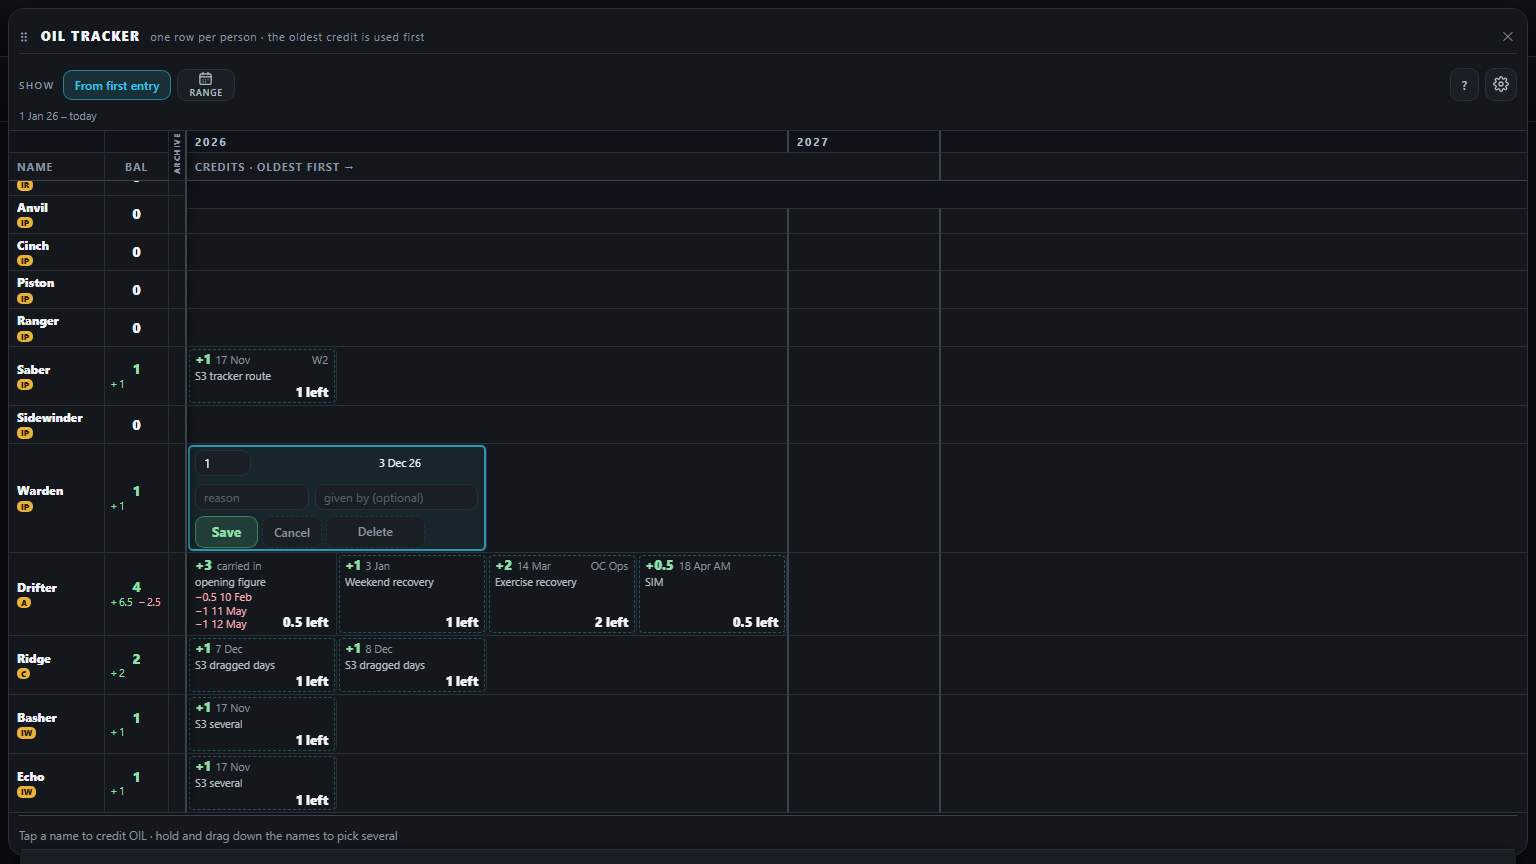 OIL TRACKER one row per person · the oldest credit is used first
SHOW From first entry RANGE ?
1 Jan 26 – today
ARCHIVE
2026 2027
NAME BAL CREDITS · OLDEST FIRST →
IR
Anvil 0
IP
Cinch 0
IP
Piston 0
IP
Ranger 0
IP
Saber 1
IP +1
+1 17 Nov W2
S3 tracker route
1 left
Sidewinder 0
IP
Warden 1
IP +1
1 3 Dec 26
reason given by (optional)
Save Cancel Delete
Drifter 4
A +6.5 −2.5
+3 carried in
opening figure
−0.5 10 Feb
−1 11 May
−1 12 May 0.5 left
+1 3 Jan
Weekend recovery
1 left
+2 14 Mar OC Ops
Exercise recovery
2 left
+0.5 18 Apr AM
SIM
0.5 left
Ridge 2
C +2
+1 7 Dec
S3 dragged days
1 left
+1 8 Dec
S3 dragged days
1 left
Basher 1
IW +1
+1 17 Nov
S3 several
1 left
Echo 1
IW +1
+1 17 Nov
S3 several
1 left
Tap a name to credit OIL · hold and drag down the names to pick several